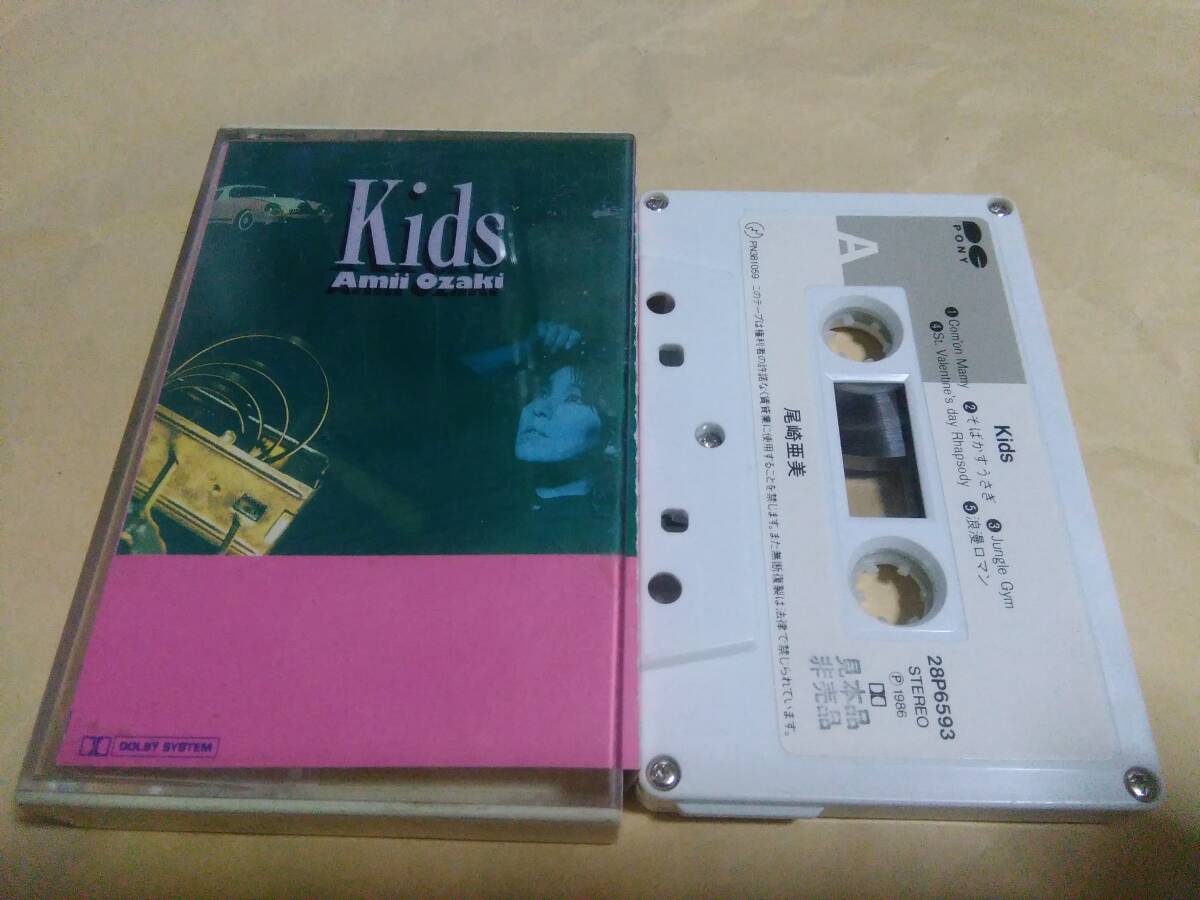 Kids
Amii Ozaki
DOLBY SYSTEM
PONY
A
Kids
❶Com'on Mamy ❷そばかすうさぎ ❸Jungle Gym
❹St. Valentine's day Rhapsody ❺浪漫ロマン
尾崎亜美
28P6593
STEREO
Ⓟ1986
見本品
非売品
PN381059 このテープは権利者の許諾なく賃貸業に使用することを禁じます。また無断複製は法律で禁じられています。